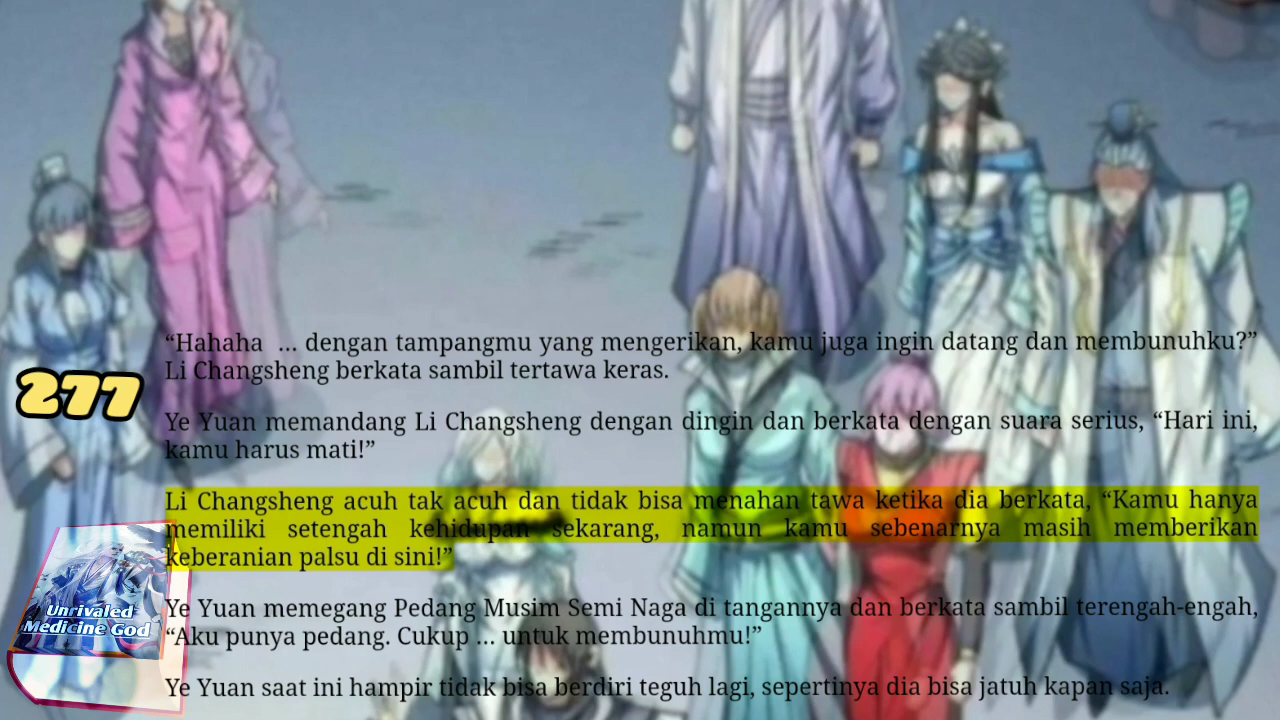 “Hahaha  … dengan tampangmu yang mengerikan, kamu juga ingin datang dan membunuhku?”
Li Changsheng berkata sambil tertawa keras.
Ye Yuan memandang Li Changsheng dengan dingin dan berkata dengan suara serius, “Hari ini,
kamu harus mati!”
277
Li Changsheng acuh tak acuh dan tidak bisa menahan tawa ketika dia berkata, “Kamu hanya
memiliki setengah kehidupan sekarang, namun kamu sebenarnya masih memberikan
keberanian palsu di sini!”
Ye Yuan memegang Pedang Musim Semi Naga di tangannya dan berkata sambil terengah-engah,
“Aku punya pedang. Cukup … untuk membunuhmu!”
Ye Yuan saat ini hampir tidak bisa berdiri teguh lagi, sepertinya dia bisa jatuh kapan saja.
Unrivaled
Medicine God